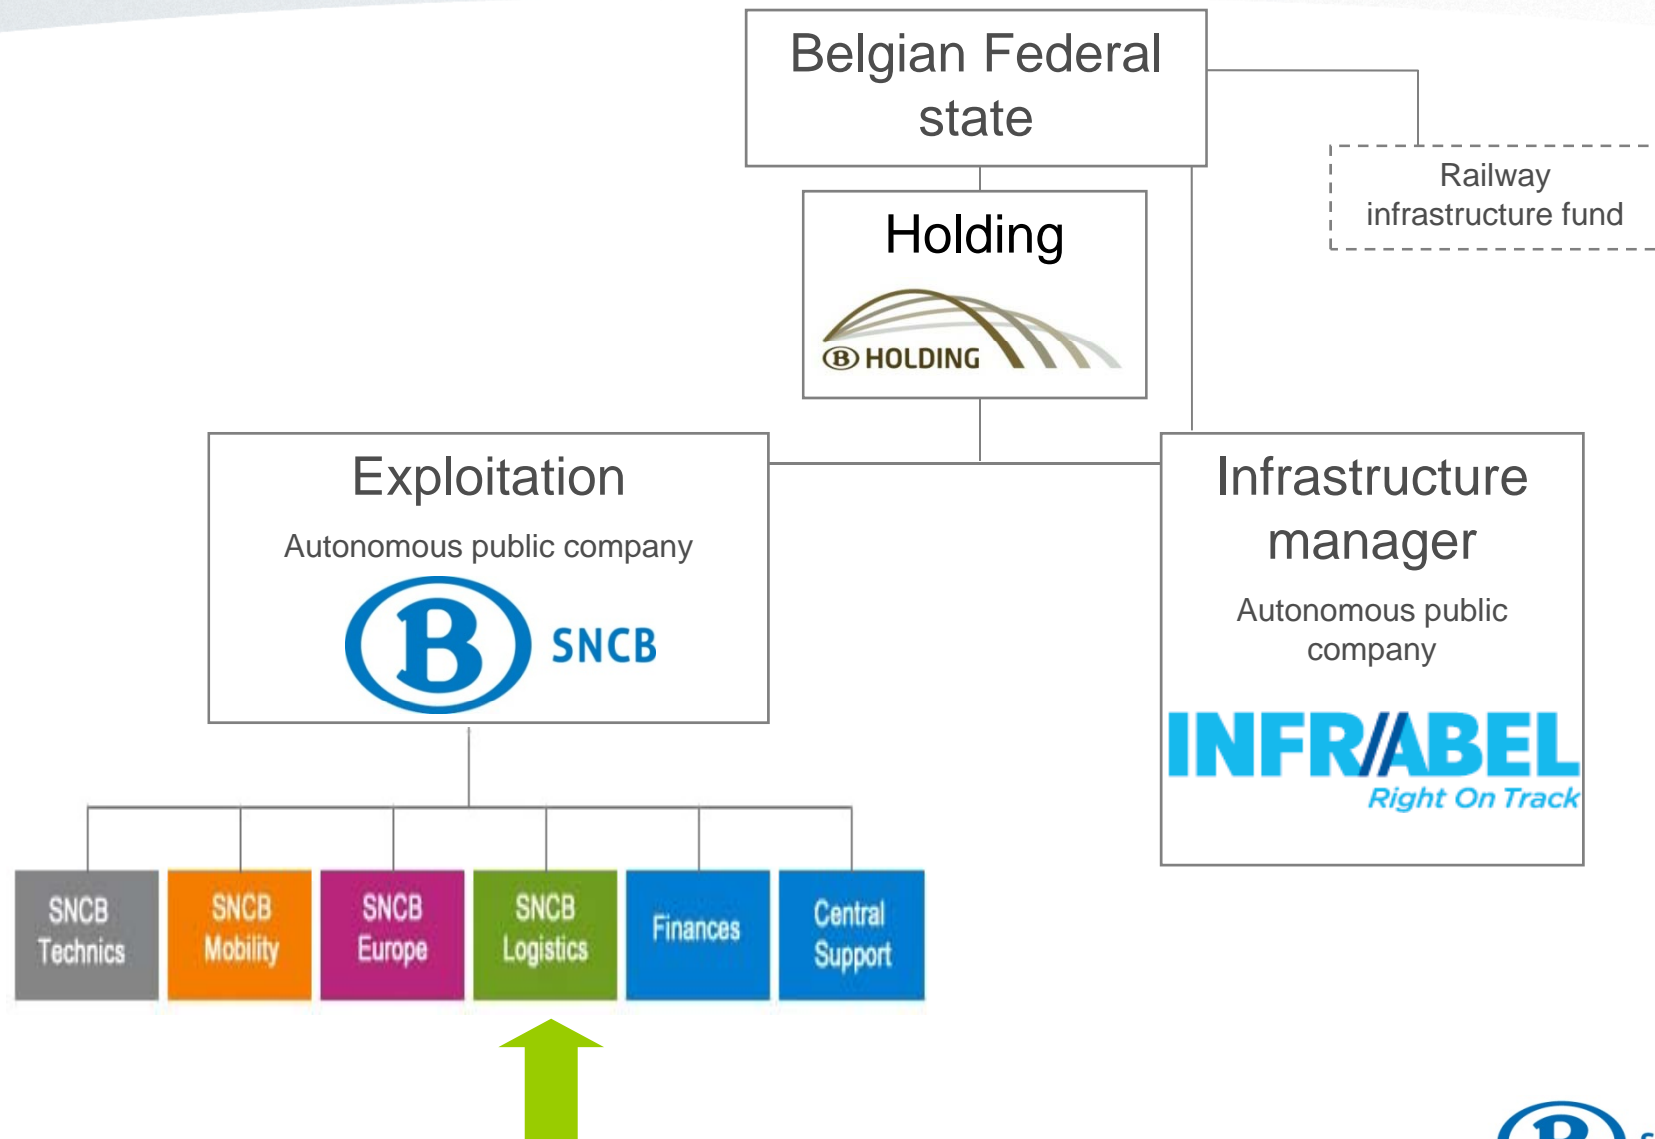 Belgian Federal
state
Railway
infrastructure fund
Holding
B HOLDING
Exploitation
Autonomous public company
B SNCB
Infrastructure
manager
Autonomous public
company
INFRABEL
Right On Track
SNCB
Technics
SNCB
Mobility
SNCB
Europe
SNCB
Logistics
Finances
Central
Support
B